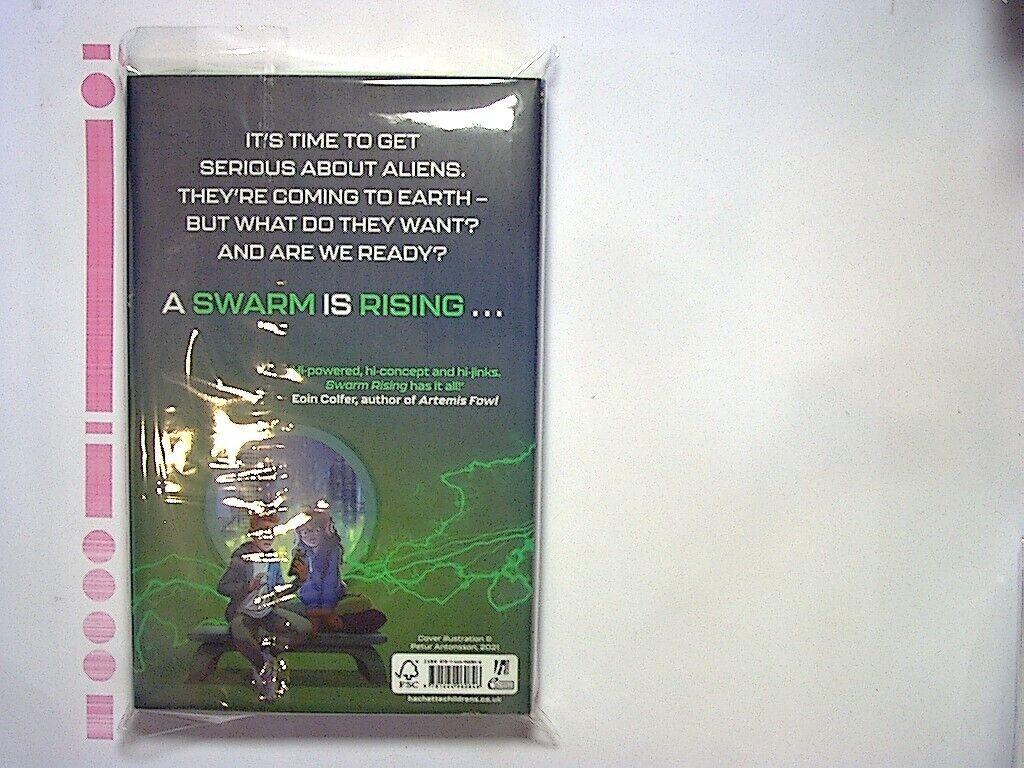 IT'S TIME TO GET
SERIOUS ABOUT ALIENS.
THEY'RE COMING TO EARTH –
BUT WHAT DO THEY WANT?
AND ARE WE READY?
A SWARM IS RISING ...
Hi-powered, hi-concept and hi-jinks.
Swarm Rising has it all!'
Eoin Colfer, author of Artemis Fowl
Cover illustration ©
Petur Antonsson, 2021
FSC
ISBN
hachettechildrens.co.uk